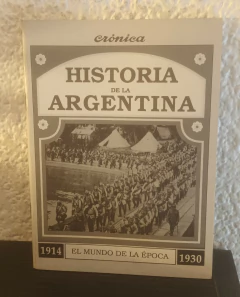 crónica
HISTORIA
DE LA
ARGENTINA
1914 EL MUNDO DE LA ÉPOCA 1930